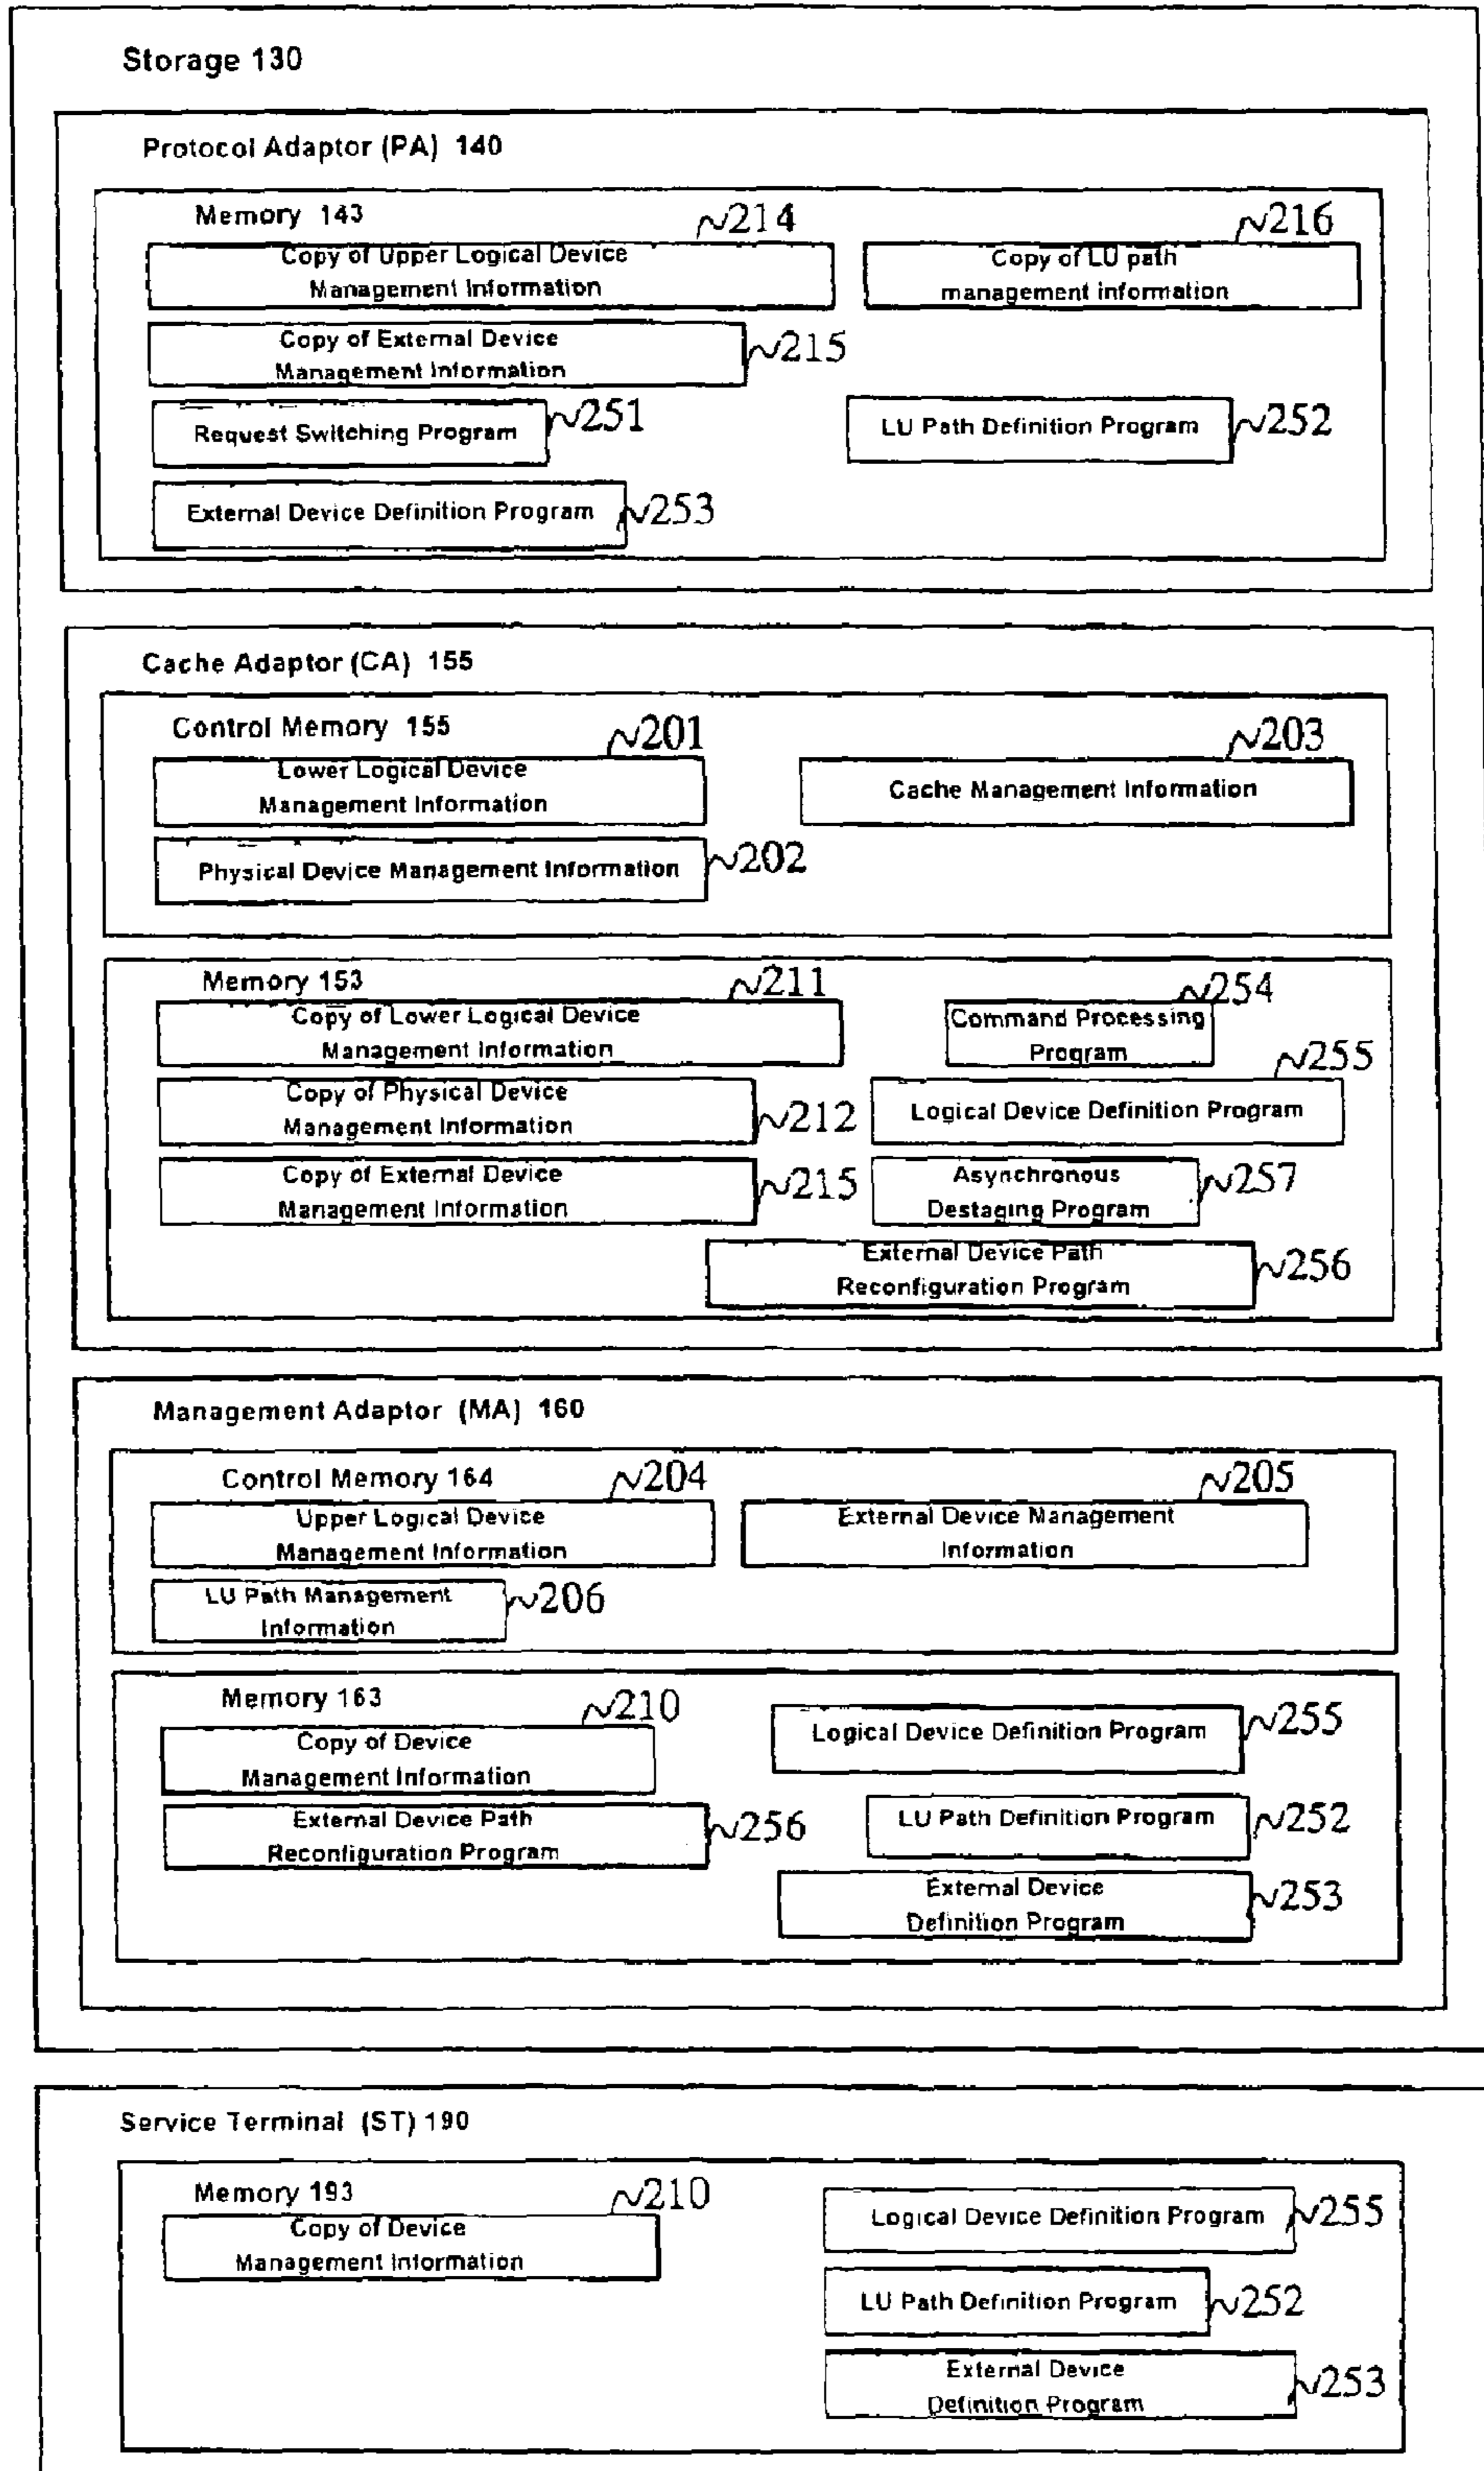 Storage 130
Protocol Adaptor (PA) 140
Memory 143
214
216
Copy of Upper Logical Device
Management Information
Copy of LU path
management information
Copy of External Device
Management Information
215
Request Switching Program
251
LU Path Definition Program
252
External Device Definition Program
253
Cache Adaptor (CA) 155
Control Memory 155
201
203
Lower Logical Device
Management Information
Cache Management Information
Physical Device Management Information
202
Memory 153
211
254
Copy of Lower Logical Device
Management Information
Command Processing
Program
255
Copy of Physical Device
Management Information
212
Logical Device Definition Program
Copy of External Device
Management Information
215
Asynchronous
Destaging Program
257
External Device Path
Reconfiguration Program
256
Management Adaptor (MA) 160
Control Memory 164
204
205
Upper Logical Device
Management Information
External Device Management
Information
LU Path Management
Information
206
Memory 163
210
Copy of Device
Management Information
Logical Device Definition Program
255
External Device Path
Reconfiguration Program
256
LU Path Definition Program
252
External Device
Definition Program
253
Service Terminal (ST) 190
Memory 193
210
Copy of Device
Management Information
Logical Device Definition Program
255
LU Path Definition Program
252
External Device
Definition Program
253